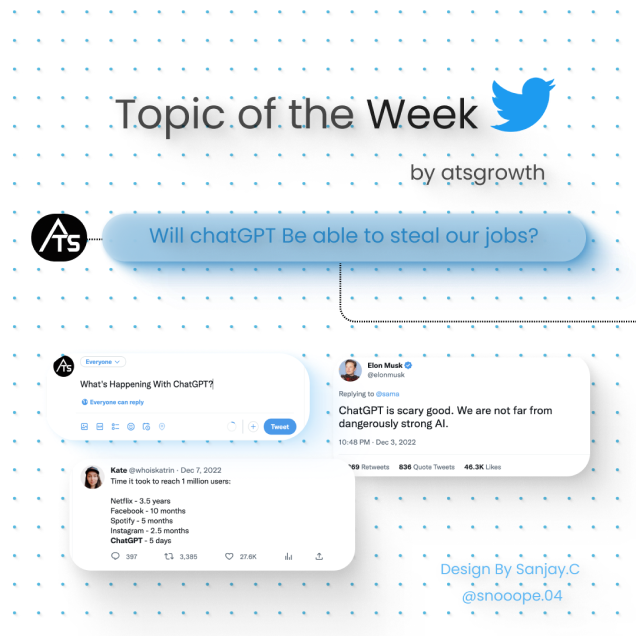 Topic of the Week
by atsgrowth
ATS
Will chatGPT Be able to steal our jobs?
ATS
Everyone
What's Happening With ChatGPT?
Everyone can reply
Tweet
Elon Musk
@elonmusk
Replying to @sama
ChatGPT is scary good. We are not far from
dangerously strong AI.
10:48 PM · Dec 3, 2022
Retweets 836 Quote Tweets 46.3K Likes
Kate @whoiskatrin · Dec 7, 2022
Time it took to reach 1 million users:
Netflix - 3.5 years
Facebook - 10 months
Spotify - 5 months
Instagram - 2.5 months
ChatGPT - 5 days
397 3,385 27.6K
Design By Sanjay.C
@snooope.04